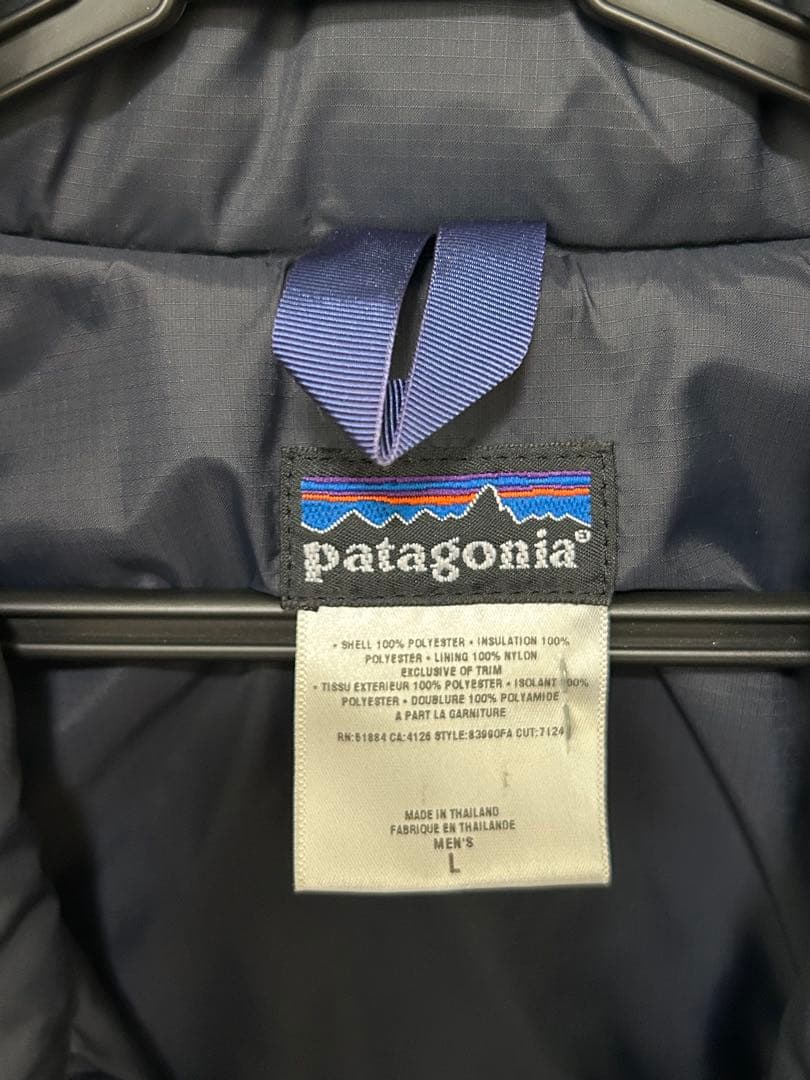 patagonia®
• SHELL 100% POLYESTER • INSULATION 100%
POLYESTER • LINING 100% NYLON
EXCLUSIVE OF TRIM
• TISSU EXTERIEUR 100% POLYESTER • ISOLANT 100%
POLYESTER • DOUBLURE 100% POLYAMIDE
A PART LA GARNITURE
RN:51884 CA:4126 STYLE:83990FA CUT:7124
MADE IN THAILAND
FABRIQUE EN THAILANDE
MEN'S
L